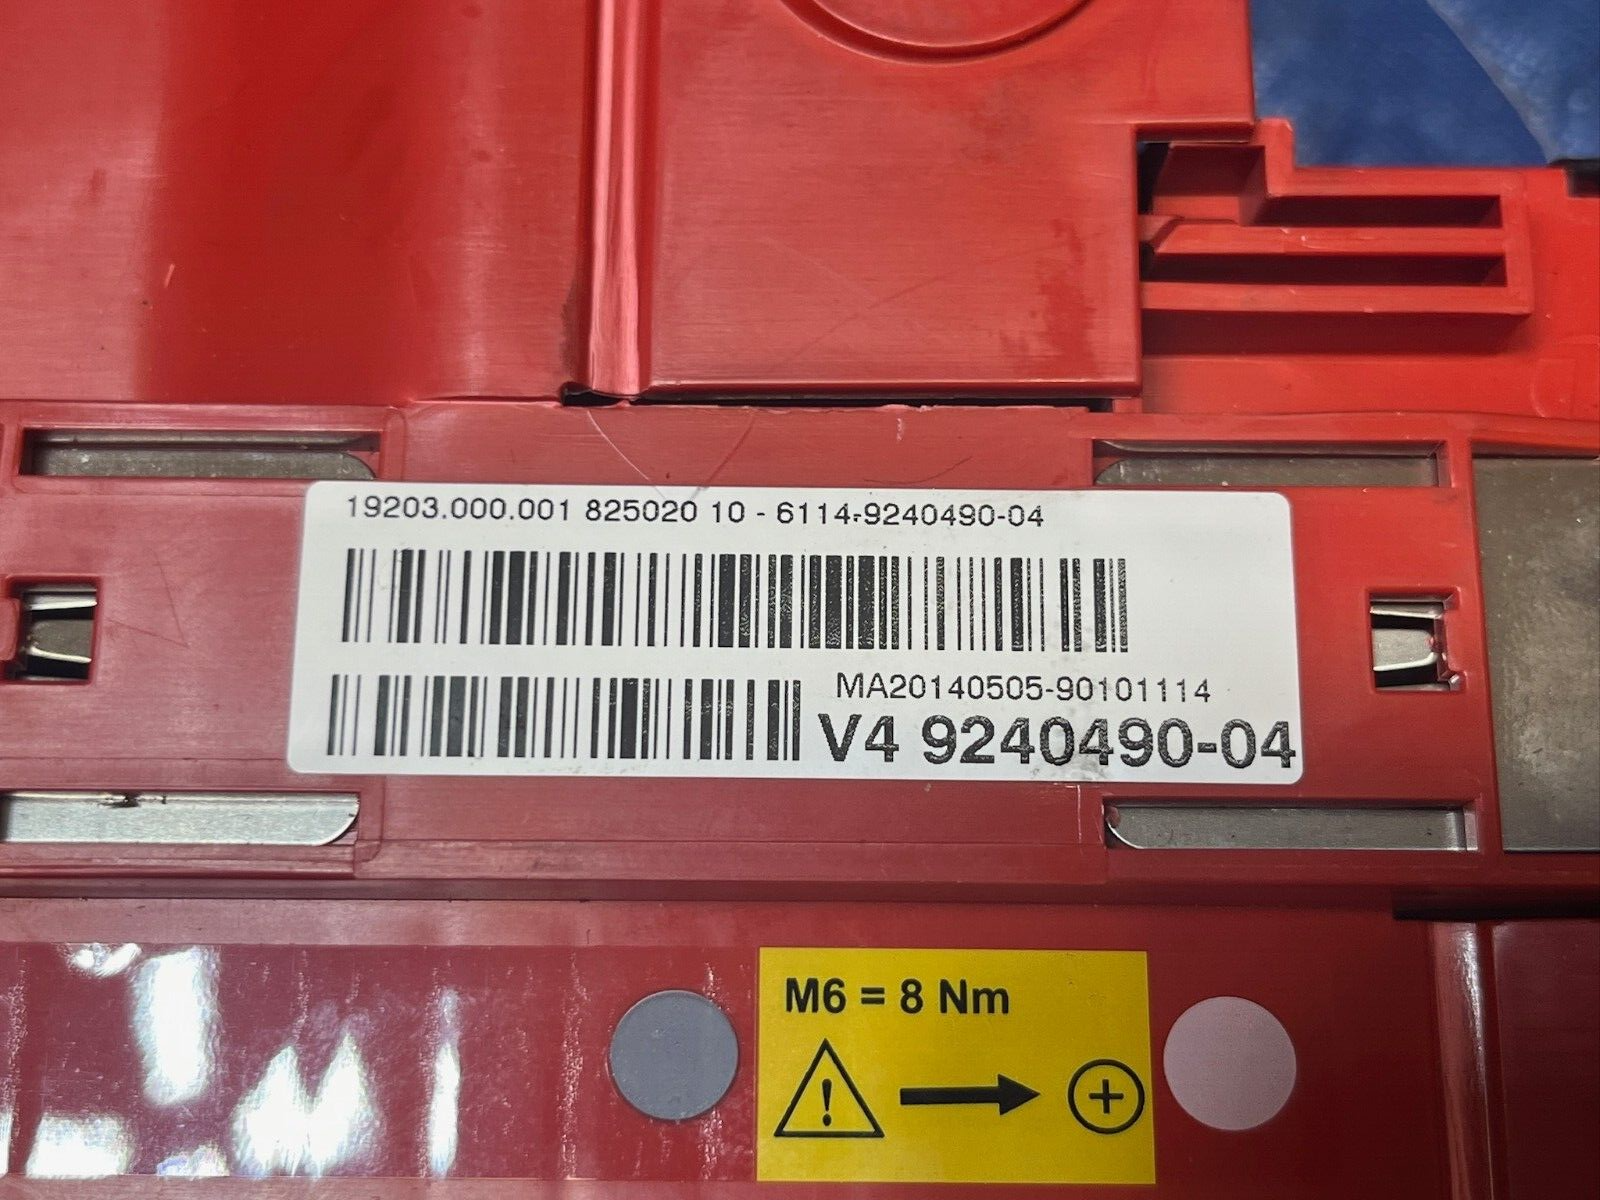 19203.000.001 825020 10 - 6114-9240490-04
MA20140505-90101114
V4 9240490-04
M6 = 8 Nm